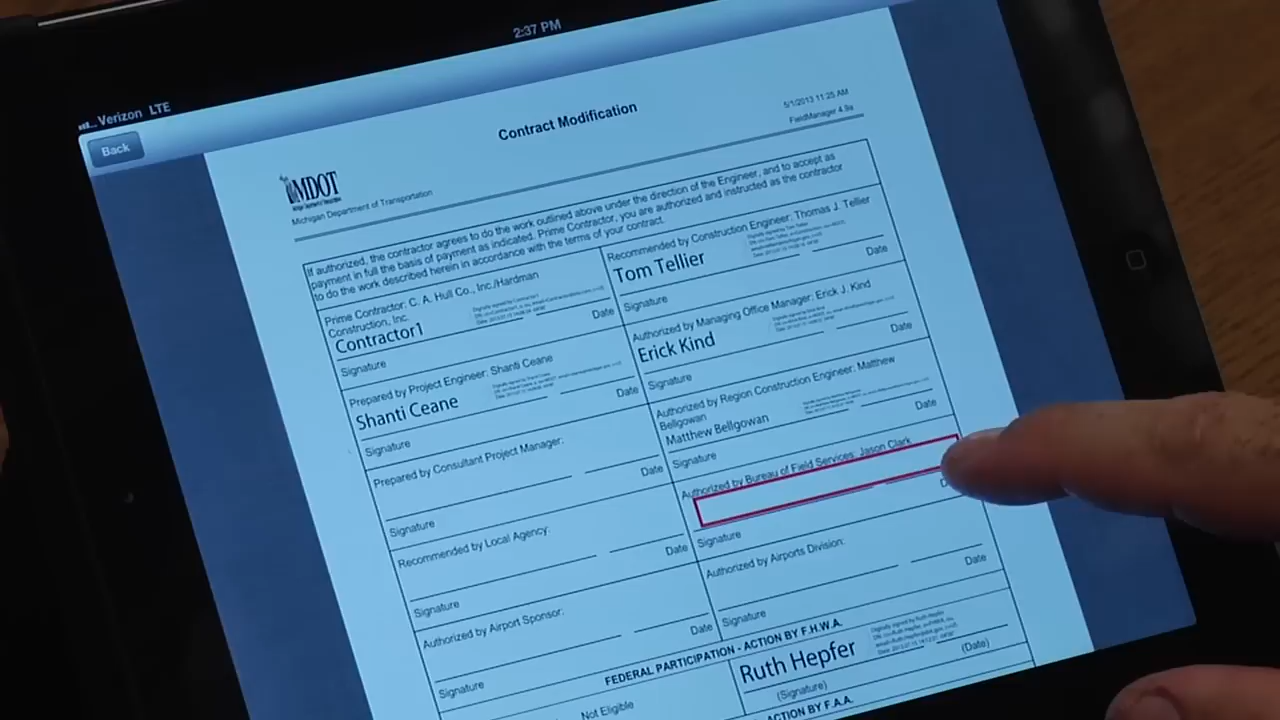 2:37 PM
Verizon LTE
Back
Contract Modification
5/1/2013 11:25 AM
FieldManager 4.9a
MDOT
Michigan Department of Transportation
If authorized, the contractor agrees to do the work outlined above under the direction of the Engineer, and to accept as
payment in full the basis of payment as indicated. Prime Contractor, you are authorized and instructed as the contractor
to do the work described herein in accordance with the terms of your contract.
Prime Contractor: C. A. Hull Co., Inc./Hardman
Construction, Inc.
Contractor1
Signature
Date
Recommended by Construction Engineer: Thomas J. Tellier
Tom Tellier
Signature
Date
Prepared by Project Engineer: Shanti Ceane
Shanti Ceane
Signature
Date
Authorized by Managing Office Manager: Erick J. Kind
Erick Kind
Signature
Date
Prepared by Consultant Project Manager:
Signature
Date
Authorized by Region Construction Engineer: Matthew
Bellgowan
Matthew Bellgowan
Signature
Date
Recommended by Local Agency:
Signature
Date
Authorized by Bureau of Field Services: Jason Clark
Signature
Authorized by Airport Sponsor:
Signature
Date
Authorized by Airports Division:
Signature
Date
FEDERAL PARTICIPATION - ACTION BY F.H.W.A.
Not Eligible
Ruth Hepfer
Digitally signed by Ruth Hepfer
(Signature)
(Date)
ACTION BY F.A.A.